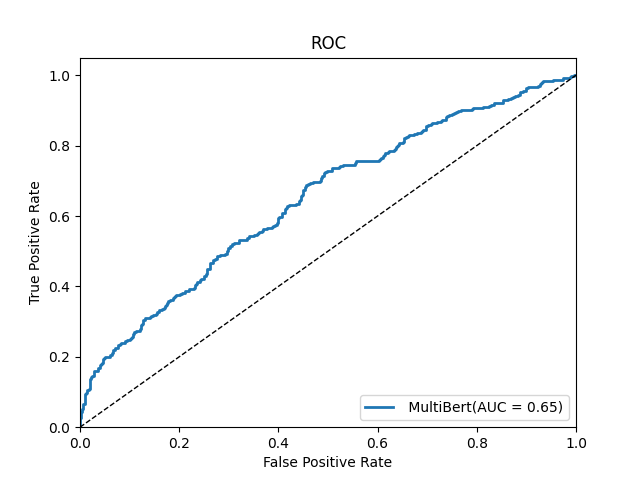 ROC
True Positive Rate
1.0
0.8
0.6
0.4
0.2
0.0
0.0 0.2 0.4 0.6 0.8 1.0
False Positive Rate
MultiBert(AUC = 0.65)